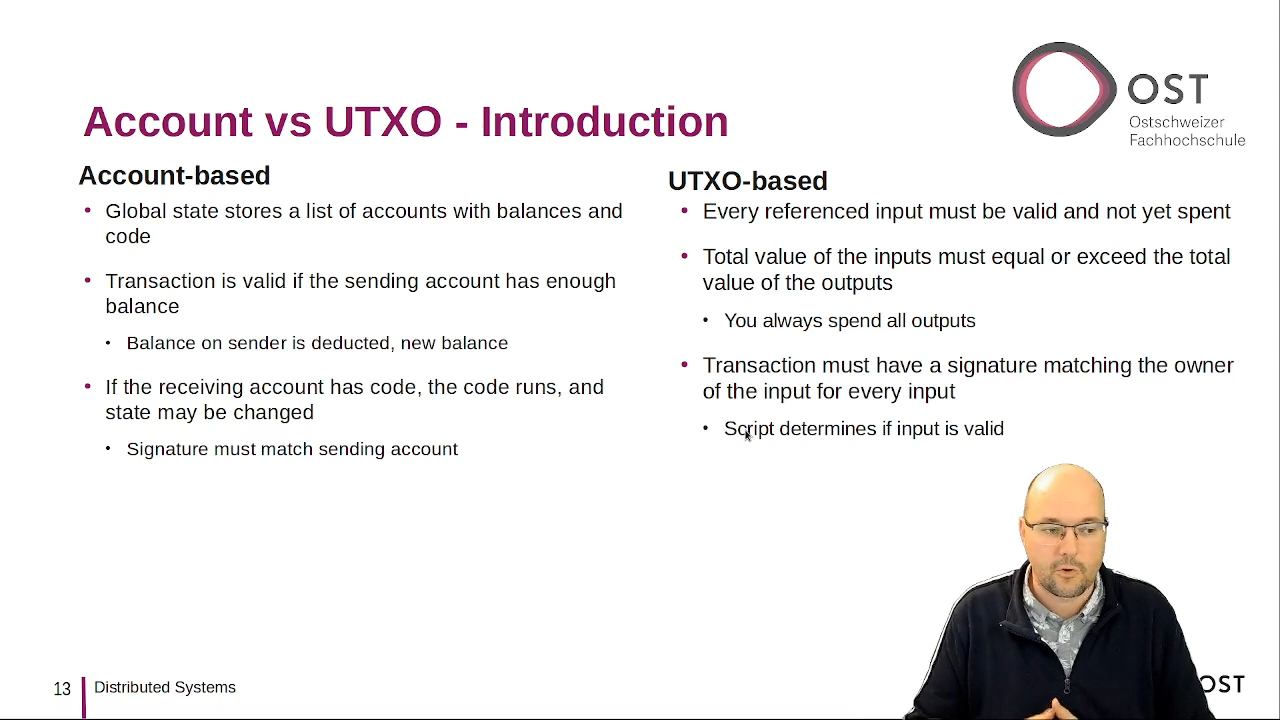 OST
Ostschweizer
Fachhochschule
Account vs UTXO - Introduction
Account-based
• Global state stores a list of accounts with balances and
code
• Transaction is valid if the sending account has enough
balance
• Balance on sender is deducted, new balance
• If the receiving account has code, the code runs, and
state may be changed
• Signature must match sending account
UTXO-based
• Every referenced input must be valid and not yet spent
• Total value of the inputs must equal or exceed the total
value of the outputs
• You always spend all outputs
• Transaction must have a signature matching the owner
of the input for every input
• Script determines if input is valid
13
Distributed Systems
OST